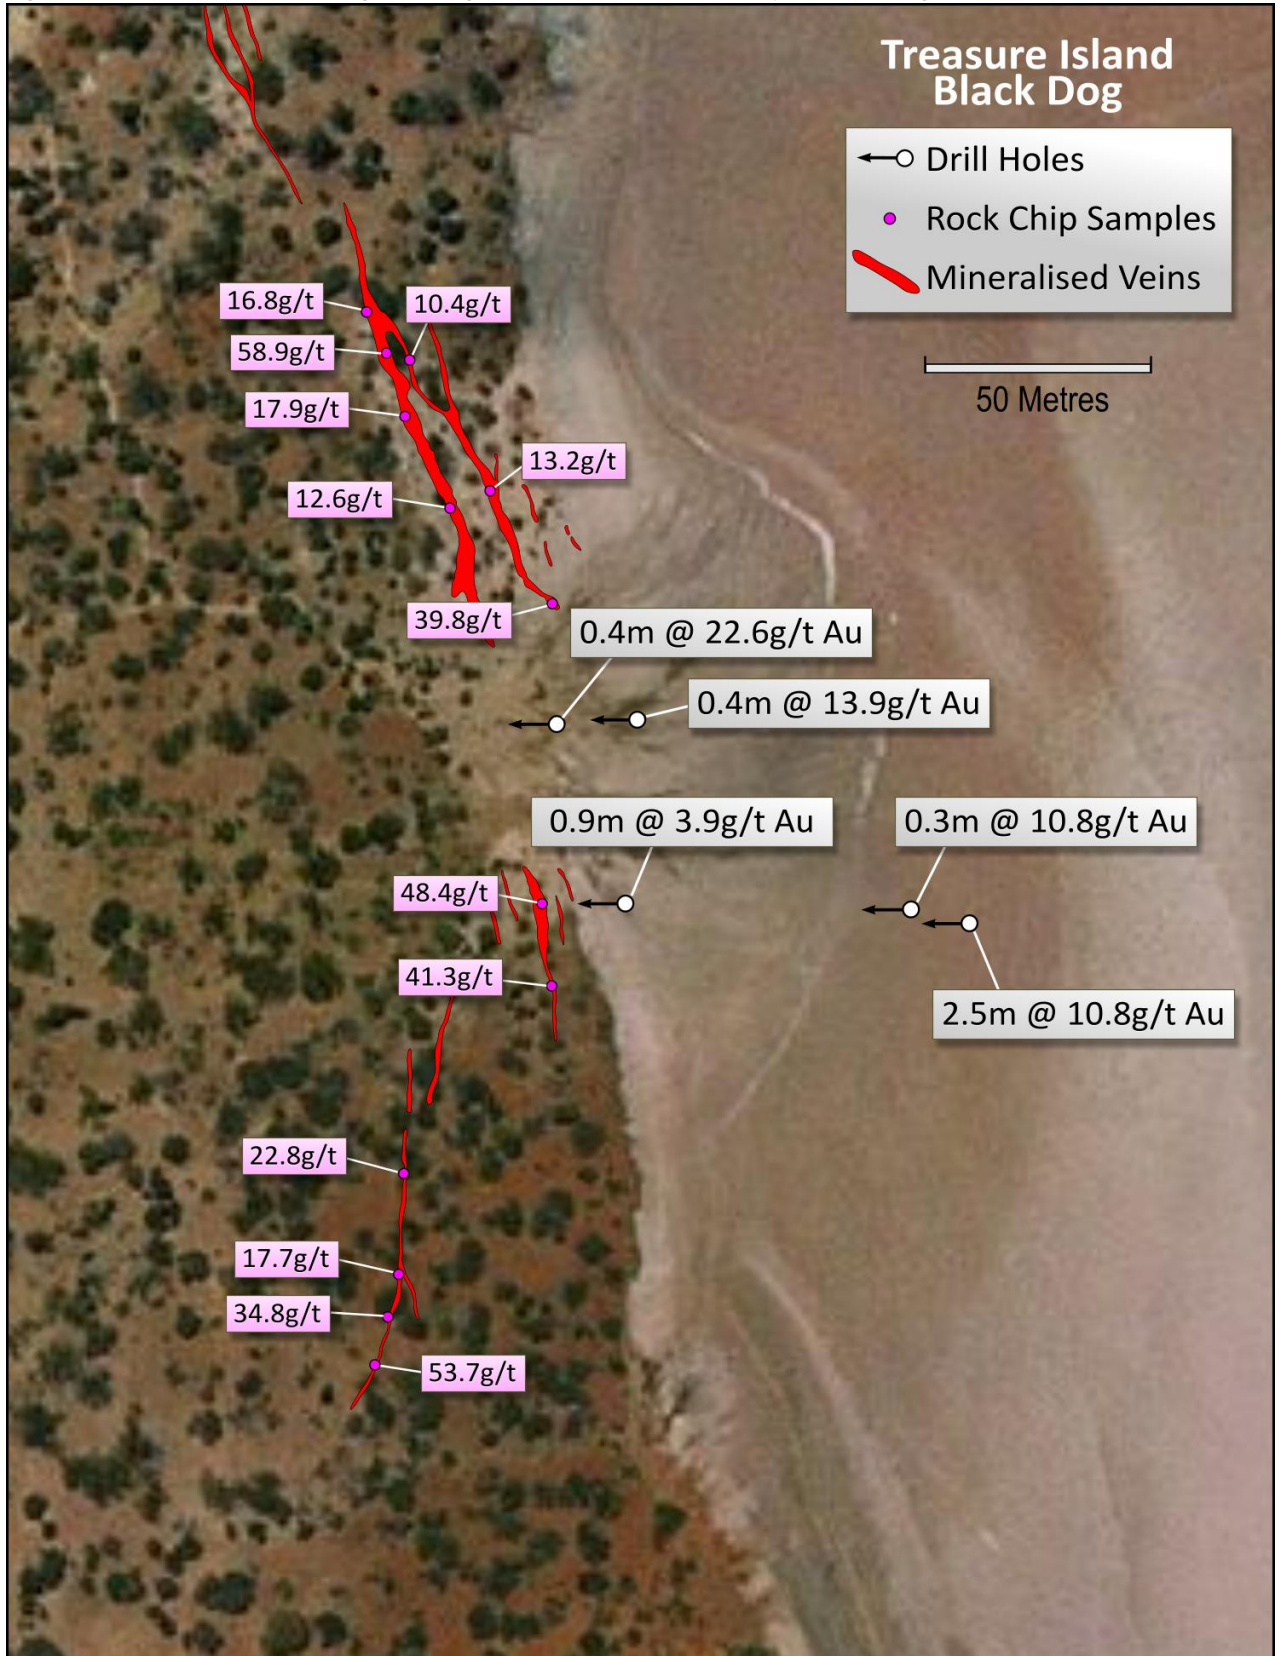 Treasure Island
Black Dog
Drill Holes
Rock Chip Samples
Mineralised Veins
50 Metres
16.8g/t
10.4g/t
58.9g/t
17.9g/t
13.2g/t
12.6g/t
39.8g/t
0.4m @ 22.6g/t Au
0.4m @ 13.9g/t Au
0.9m @ 3.9g/t Au
0.3m @ 10.8g/t Au
48.4g/t
41.3g/t
2.5m @ 10.8g/t Au
22.8g/t
17.7g/t
34.8g/t
53.7g/t